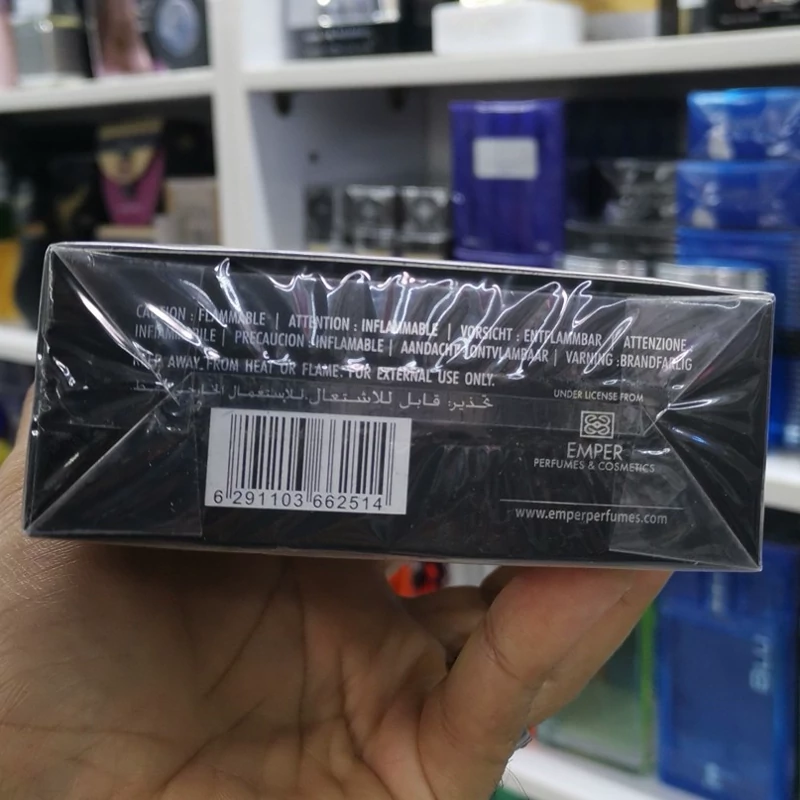 CAUTION : FLAMMABLE | ATTENTION : INFLAMMABLE | VORSICHT : ENTFLAMMBAR | ATTENZIONE
INFIAMMABILE | PRECAUCION : INFLAMABLE | AANDACHT : ONTVLAMBAAR | VARNING :BRANDFARLIG
KEEP AWAY FROM HEAT OR FLAME. FOR EXTERNAL USE ONLY.
تحذير: قابل للاشتعال. للإستعمال الخارجي فقط
UNDER LICENSE FROM
EMPER
PERFUMES & COSMETICS
www.emperperfumes.com
6 291103 662514
BLU